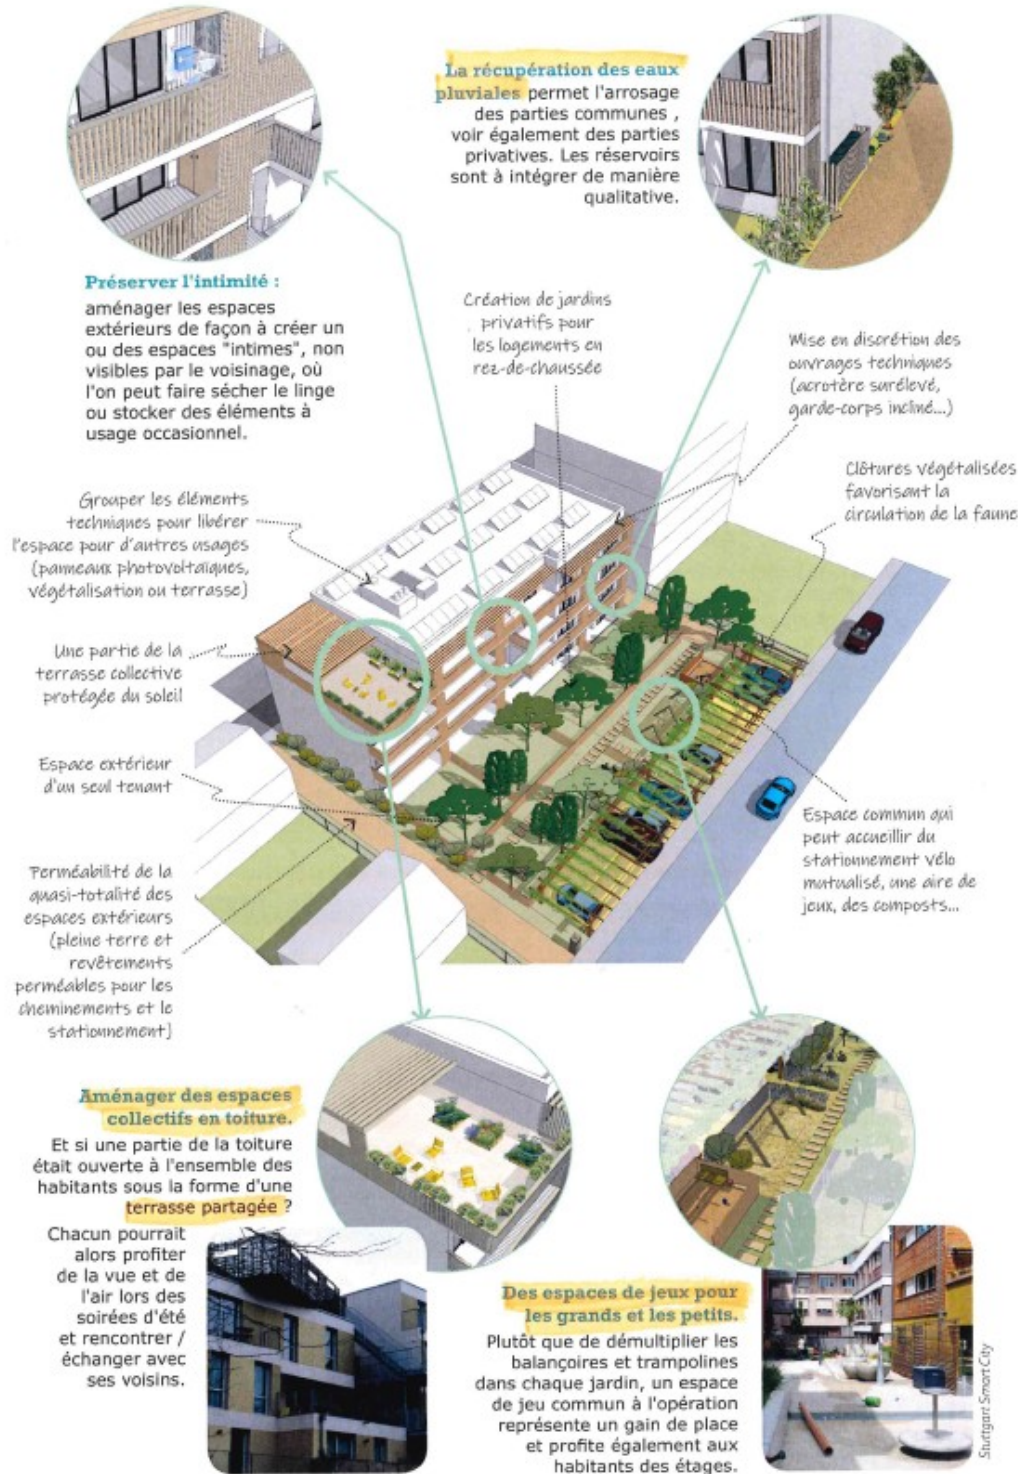 La récupération des eaux
pluviales permet l'arrosage
des parties communes ,
voir également des parties
privatives. Les réservoirs
sont à intégrer de manière
qualitative.
Préserver l'intimité :
aménager les espaces
extérieurs de façon à créer un
ou des espaces "intimes", non
visibles par le voisinage, où
l'on peut faire sécher le linge
ou stocker des éléments à
usage occasionnel.
Création de jardins
privatifs pour
les logements en
rez-de-chaussée
Mise en discrétion des
ouvrages techniques
(acrotère surélevé,
garde-corps incliné...)
Clôtures végétalisées
favorisant la
circulation de la faune
Grouper les éléments
techniques pour libérer
l'espace pour d'autres usages
(panneaux photovoltaïques,
végétalisation ou terrasse)
Une partie de la
terrasse collective
protégée du soleil
Espace extérieur
d'un seul tenant
Perméabilité de la
quasi-totalité des
espaces extérieurs
(pleine terre et
revêtements
perméables pour les
cheminements et le
stationnement)
Espace commun qui
peut accueillir du
stationnement vélo
mutualisé, une aire de
jeux, des composts...
Aménager des espaces
collectifs en toiture.
Et si une partie de la toiture
était ouverte à l'ensemble des
habitants sous la forme d'une
terrasse partagée ?
Chacun pourrait
alors profiter
de la vue et de
l'air lors des
soirées d'été
et rencontrer /
échanger avec
ses voisins.
Des espaces de jeux pour
les grands et les petits.
Plutôt que de démultiplier les
balançoires et trampolines
dans chaque jardin, un espace
de jeu commun à l'opération
représente un gain de place
et profite également aux
habitants des étages.
Stuttgart Smart City